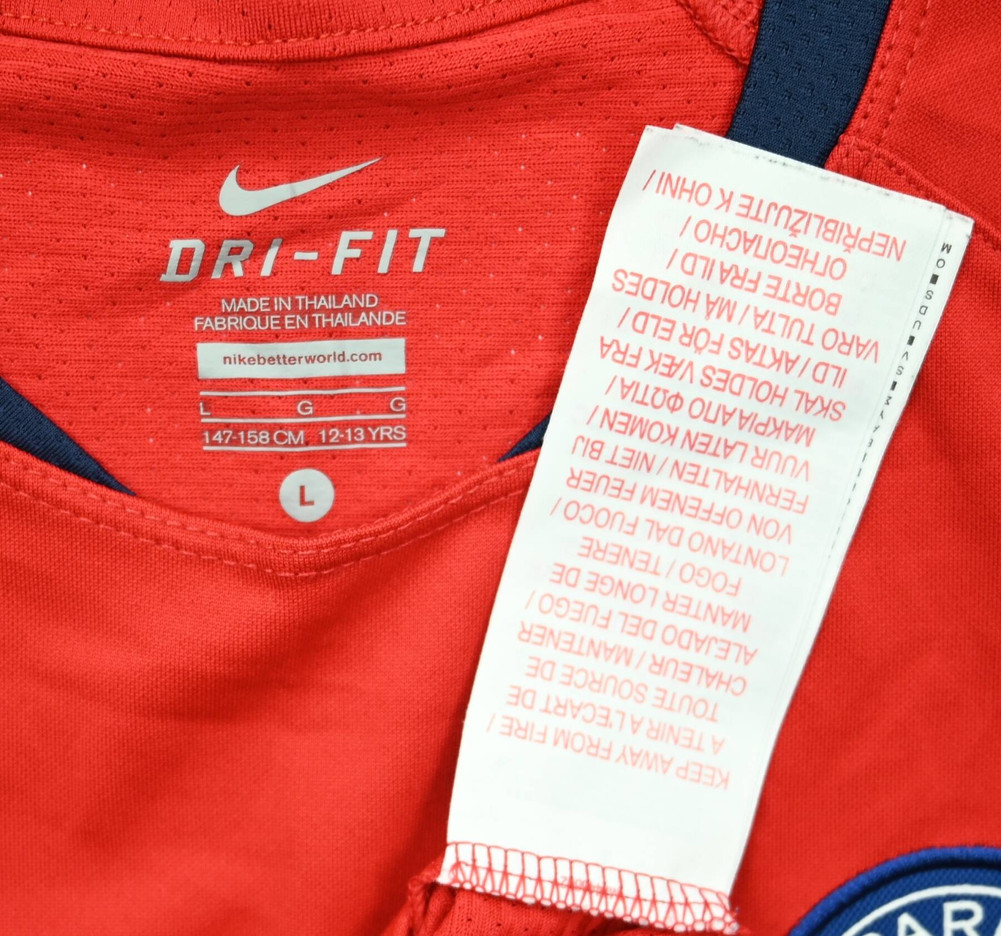 DRI-FIT
MADE IN THAILAND
FABRIQUE EN THAILANDE
nikebetterworld.com
L G G
147-158 CM 12-13 YRS
L
KEEP AWAY FROM FIRE /
A TENIR A L'ECART DE
TOUTE SOURCE DE
CHALEUR / MANTENER
ALEJADO DEL FUEGO /
MANTER LONGE DE
FOGO / TENERE
LONTANO DAL FUOCO /
VON OFFENEM FEUER
FERNHALTEN / NIET BIJ
VUUR LATEN KOMEN /
ΜΑΚΡΙΑ ΑΠΟ ΦΩΤΙΑ /
SKAL HOLDES VÆK FRA
ILD / AKTAS FÖR ELD /
VARO TULTA / MÅ HOLDES
BORTE FRA ILD /
ОГНЕОПАСНО /
NEPŘIBLIŽUJTE K OHNI /
PAR